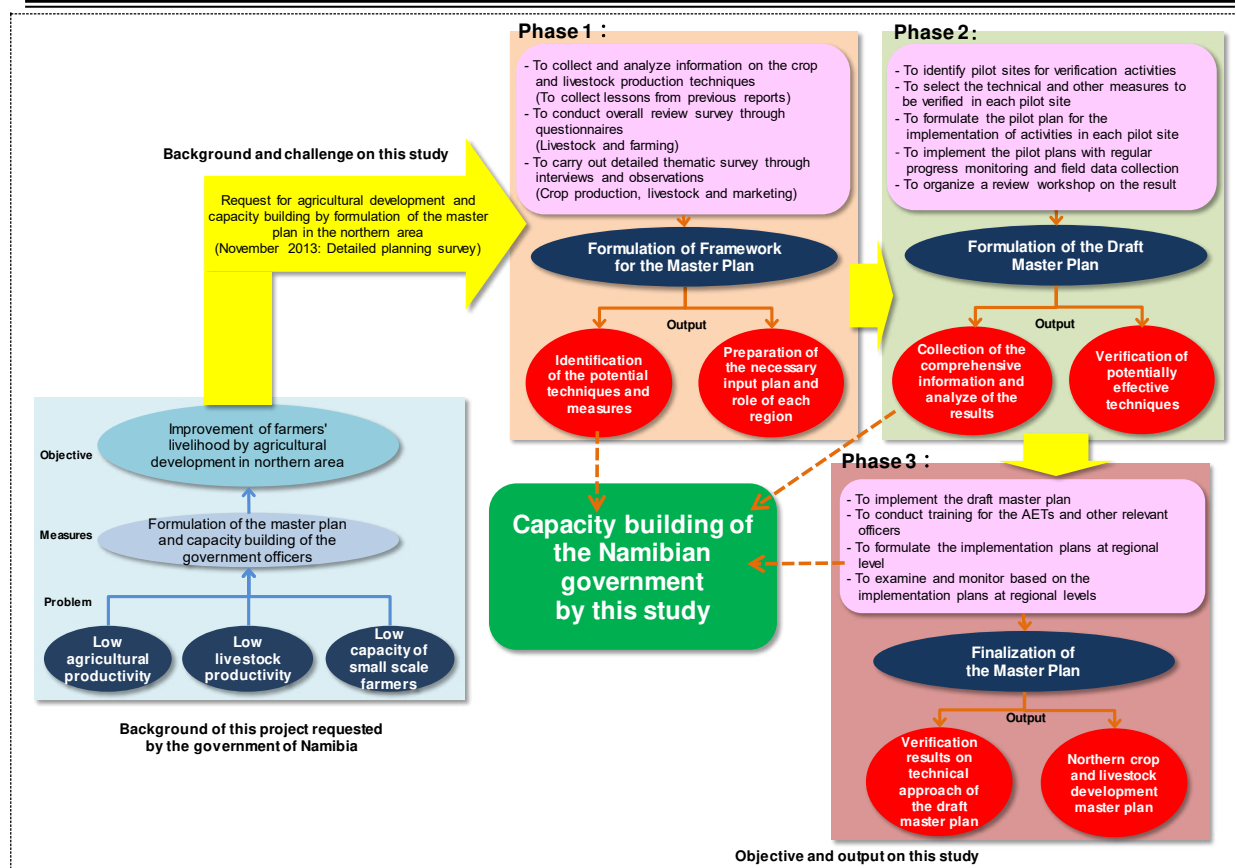 Phase 1 :
- To collect and analyze information on the crop
and livestock production techniques
(To collect lessons from previous reports)
- To conduct overall review survey through
questionnaires
(Livestock and farming)
- To carry out detailed thematic survey through
interviews and observations
(Crop production, livestock and marketing)
Formulation of Framework
for the Master Plan
Output
Identification
of the potential
techniques and
measures
Preparation of
the necessary
input plan and
role of each
region
Phase 2:
- To identify pilot sites for verification activities
- To select the technical and other measures to
be verified in each pilot site
- To formulate the pilot plan for the
implementation of activities in each pilot site
- To implement the pilot plans with regular
progress monitoring and field data collection
- To organize a review workshop on the result
Formulation of the Draft
Master Plan
Output
Collection of the
comprehensive
information and
analyze of the
results
Verification of
potentially
effective
techniques
Background and challenge on this study
Request for agricultural development and
capacity building by formulation of the master
plan in the northern area
(November 2013: Detailed planning survey)
Objective
Improvement of farmers'
livelihood by agricultural
development in northern area
Measures
Formulation of the master plan
and capacity building of the
government officers
Problem
Low
agricultural
productivity
Low
livestock
productivity
Low
capacity of
small scale
farmers
Background of this project requested
by the government of Namibia
Capacity building of
the Namibian
government
by this study
Phase 3 :
- To implement the draft master plan
- To conduct training for the AETs and other relevant
officers
- To formulate the implementation plans at regional
level
- To examine and monitor based on the
implementation plans at regional levels
Finalization of
the Master Plan
Output
Verification
results on
technical
approach of
the draft
master plan
Northern crop
and livestock
development
master plan
Objective and output on this study